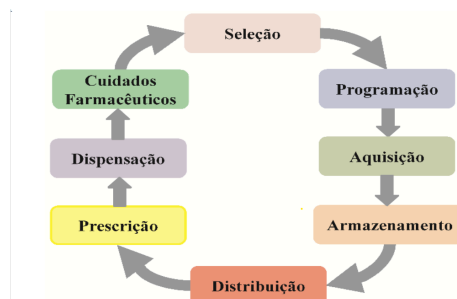 Seleção
Programação
Aquisição
Armazenamento
Distribuição
Prescrição
Dispensação
Cuidados
Farmacêuticos